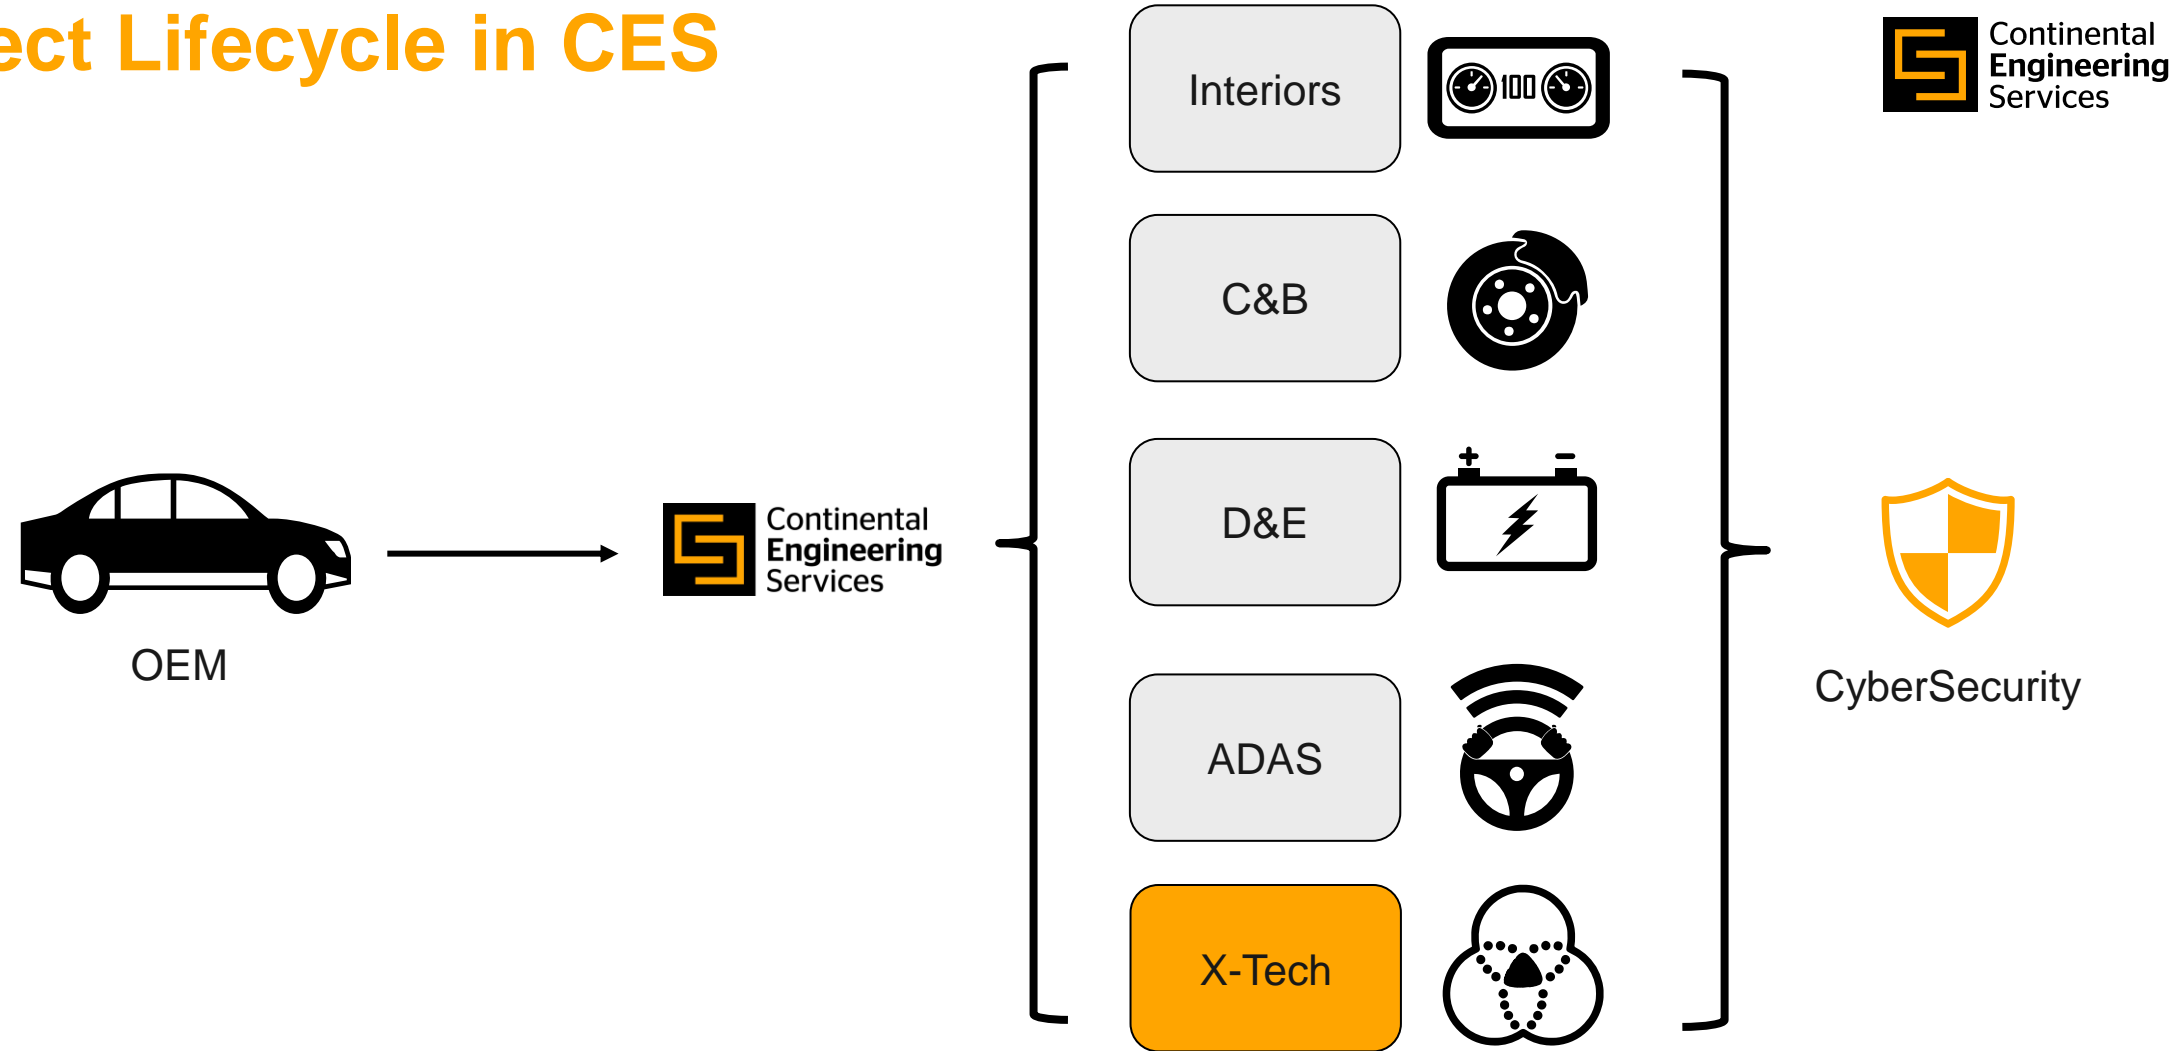 ect Lifecycle in CES
Continental
Engineering
Services
Interiors
100
C&B
D&E
ADAS
X-Tech
OEM
Continental
Engineering
Services
CyberSecurity